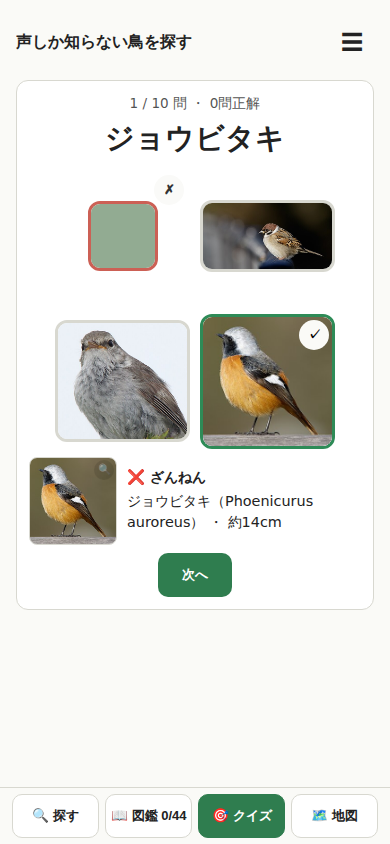 声しか知らない鳥を探す
1 / 10 問 ・ 0問正解
ジョウビタキ
✗
✓
❌ ざんねん
ジョウビタキ（Phoenicurus
auroreus） ・ 約14cm
次へ
🔍 探す
📖 図鑑 0/44
🎯 クイズ
🗺️ 地図